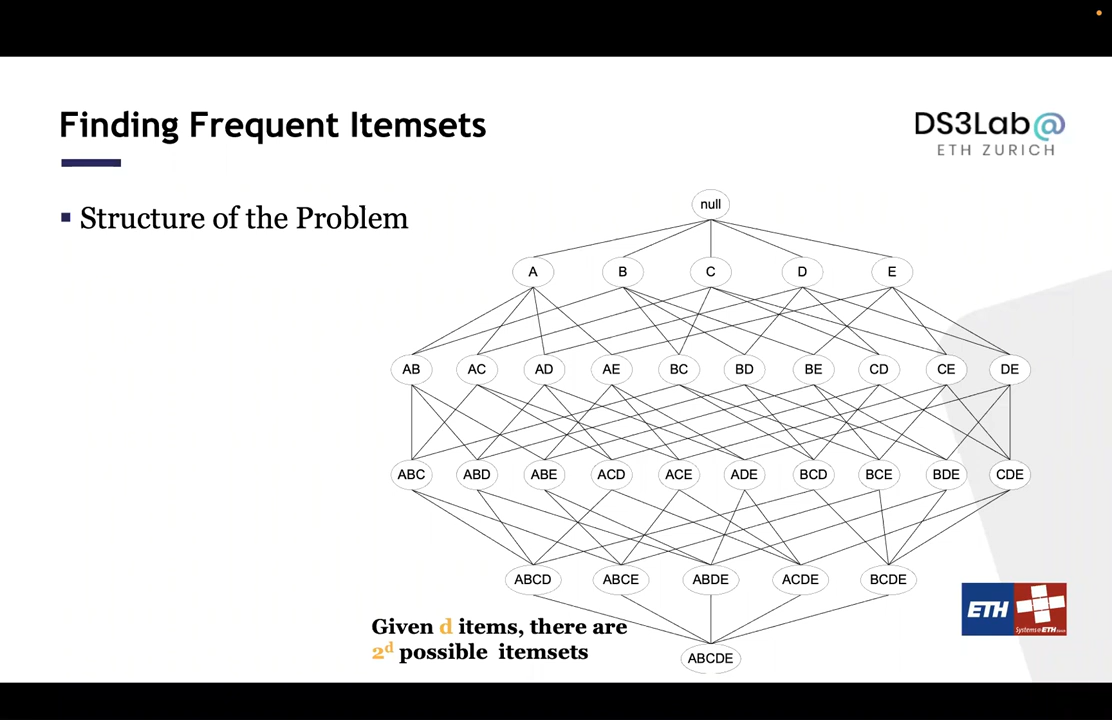 Finding Frequent Itemsets
DS3Lab@
ETH ZURICH
▪ Structure of the Problem
null
A B C D E
AB AC AD AE BC BD BE CD CE DE
ABC ABD ABE ACD ACE ADE BCD BCE BDE CDE
ABCD ABCE ABDE ACDE BCDE
ABCDE
Given d items, there are
2ᵈ possible itemsets
ETH
Systems@ETH